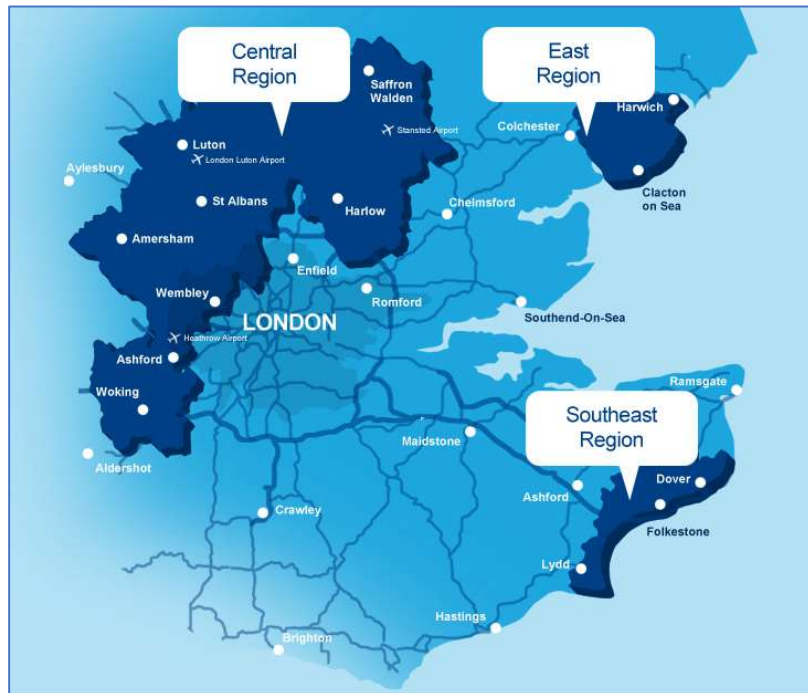 Central
Region
East
Region
Saffron
Walden
Harwich
Stansted Airport
Colchester
Luton
London Luton Airport
Aylesbury
Clacton
on Sea
St Albans
Harlow
Chelmsford
Amersham
Enfield
Wembley
Romford
Southend-On-Sea
LONDON
Heathrow Airport
Ashford
Woking
Ramsgate
Southeast
Region
Maidstone
Aldershot
Ashford
Dover
Crawley
Folkestone
Lydd
Hastings
Brighton